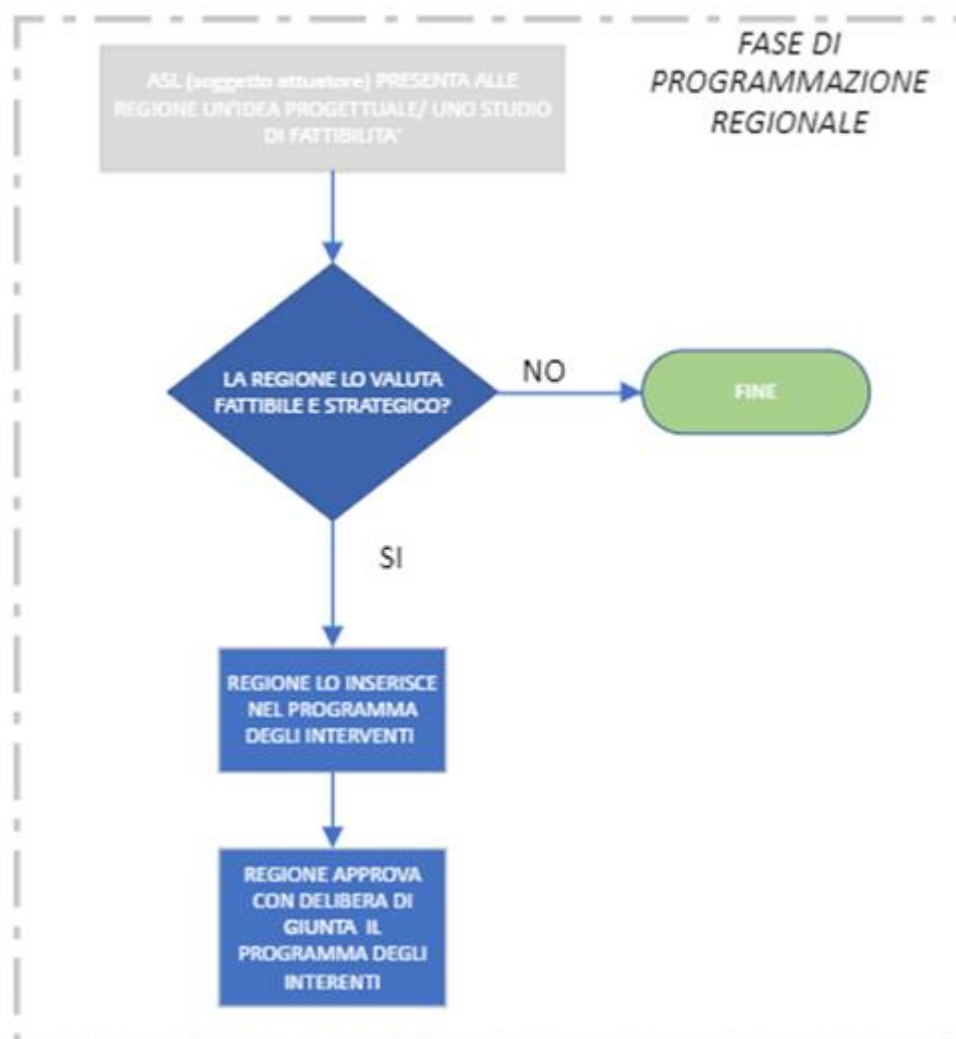 FASE DI
PROGRAMMAZIONE
REGIONALE
ASL (soggetto attuatore) PRESENTA ALLE
REGIONE UN'IDEA PROGETTUALE/ UNO STUDIO
DI FATTIBILITA'
LA REGIONE LO VALUTA
FATTIBILE E STRATEGICO?
NO
FINE
SI
REGIONE LO INSERISCE
NEL PROGRAMMA
DEGLI INTERVENTI
REGIONE APPROVA
CON DELIBERA DI
GIUNTA IL
PROGRAMMA DEGLI
INTERENTI